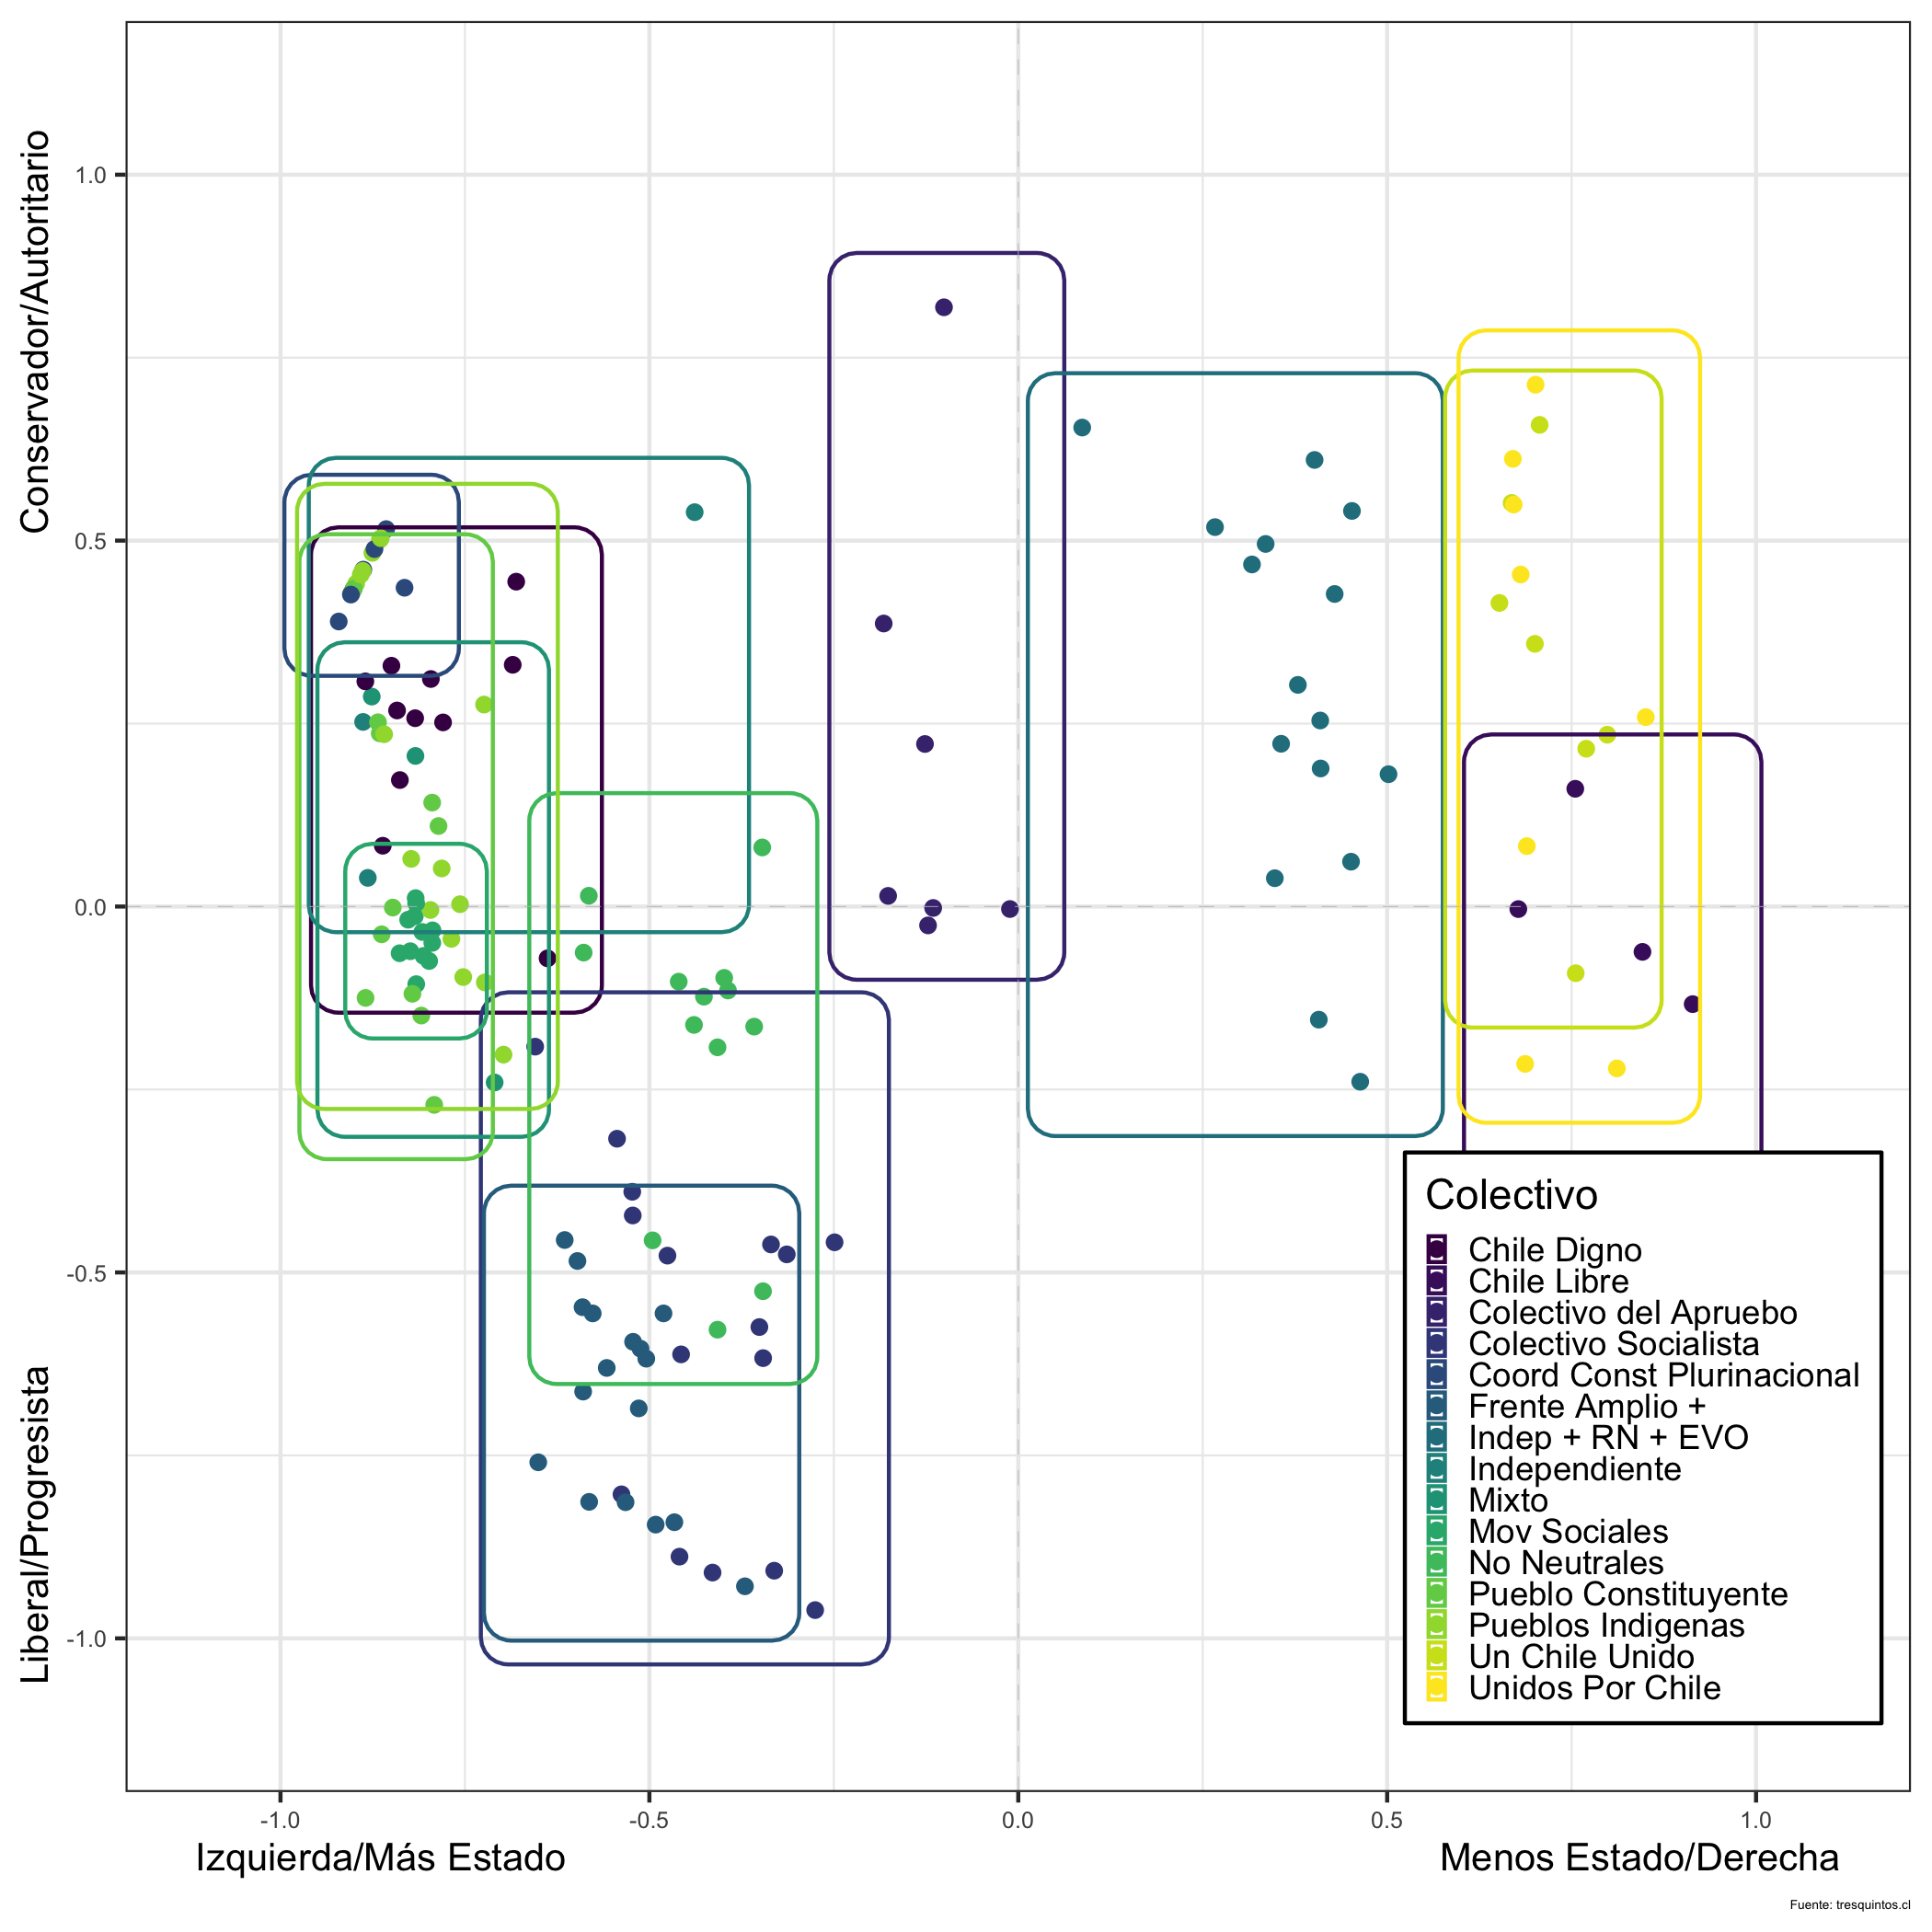 Conservador/Autoritario
Liberal/Progresista
1.0
0.5
0.0
-0.5
-1.0
Colectivo
Chile Digno
Chile Libre
Colectivo del Apruebo
Colectivo Socialista
Coord Const Plurinacional
Frente Amplio +
Indep + RN + EVO
Independiente
Mixto
Mov Sociales
No Neutrales
Pueblo Constituyente
Pueblos Indigenas
Un Chile Unido
Unidos Por Chile
-1.0 -0.5 0.0 0.5 1.0
Izquierda/Más Estado Menos Estado/Derecha
Fuente: tresquintos.cl